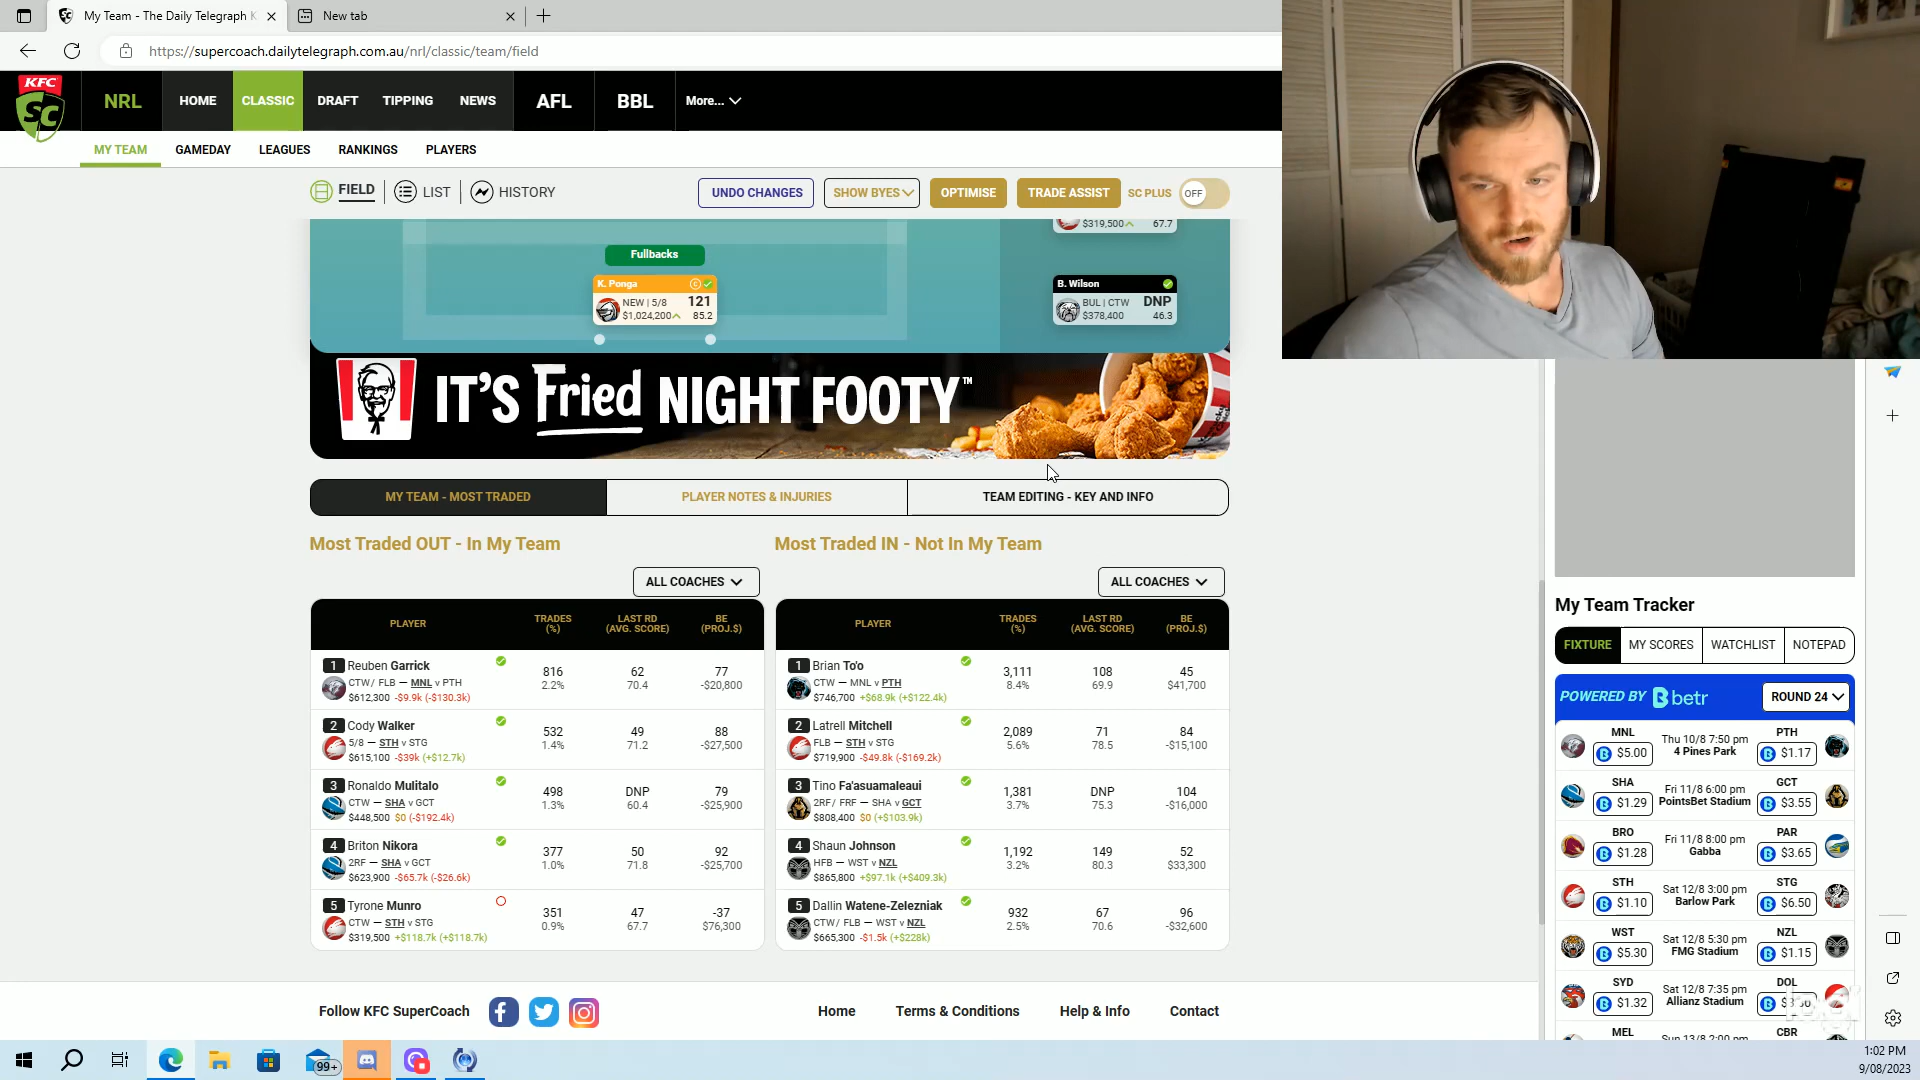 My Team - The Daily Telegraph K
New tab
https://supercoach.dailytelegraph.com.au/nrl/classic/team/field
KFC
SC
NRL
HOME
CLASSIC
DRAFT
TIPPING
NEWS
AFL
BBL
More...
MY TEAM
GAMEDAY
LEAGUES
RANKINGS
PLAYERS
FIELD
LIST
HISTORY
UNDO CHANGES
SHOW BYES
OPTIMISE
TRADE ASSIST
SC PLUS
OFF
$319,500 67.7
Fullbacks
K. Ponga C
NEW | 5/8 121
$1,024,200 85.2
B. Wilson
BUL | CTW DNP
$378,400 46.3
IT'S Fried NIGHT FOOTY™
MY TEAM - MOST TRADED
PLAYER NOTES & INJURIES
TEAM EDITING - KEY AND INFO
Most Traded OUT - In My Team
ALL COACHES
PLAYER TRADES (%) LAST RD (AVG. SCORE) BE (PROJ.$)
1 Reuben Garrick 816 62 77
CTW/ FLB — MNL v PTH 2.2% 70.4 -$20,800
$612,300 -$9.9k (-$130.3k)
2 Cody Walker 532 49 88
5/8 — STH v STG 1.4% 71.2 -$27,500
$615,100 -$39k (+$12.7k)
3 Ronaldo Mulitalo 498 DNP 79
CTW — SHA v GCT 1.3% 60.4 -$25,900
$448,500 $0 (-$192.4k)
4 Briton Nikora 377 50 92
2RF — SHA v GCT 1.0% 71.8 -$25,700
$623,900 -$65.7k (-$26.6k)
5 Tyrone Munro 351 47 -37
CTW — STH v STG 0.9% 67.7 $76,300
$319,500 +$118.7k (+$118.7k)
Most Traded IN - Not In My Team
ALL COACHES
PLAYER TRADES (%) LAST RD (AVG. SCORE) BE (PROJ.$)
1 Brian To'o 3,111 108 45
CTW — MNL v PTH 8.4% 69.9 $41,700
$746,700 +$68.9k (+$122.4k)
2 Latrell Mitchell 2,089 71 84
FLB — STH v STG 5.6% 78.5 -$15,100
$719,900 -$49.8k (-$169.2k)
3 Tino Fa'asuamaleaui 1,381 DNP 104
2RF/ FRF — SHA v GCT 3.7% 75.3 -$16,000
$808,400 $0 (+$103.9k)
4 Shaun Johnson 1,192 149 52
HFB — WST v NZL 3.2% 80.3 $33,300
$865,800 +$97.1k (+$409.3k)
5 Dallin Watene-Zelezniak 932 67 96
CTW/ FLB — WST v NZL 2.5% 70.6 -$32,600
$665,300 -$1.5k (+$228k)
My Team Tracker
FIXTURE
MY SCORES
WATCHLIST
NOTEPAD
POWERED BY betr
ROUND 24
MNL Thu 10/8 7:50 pm PTH
$5.00 4 Pines Park $1.17
SHA Fri 11/8 6:00 pm GCT
$1.29 PointsBet Stadium $3.55
BRO Fri 11/8 8:00 pm PAR
$1.28 Gabba $3.65
STH Sat 12/8 3:00 pm STG
$1.10 Barlow Park $6.50
WST Sat 12/8 5:30 pm NZL
$5.30 FMG Stadium $1.15
SYD Sat 12/8 7:35 pm DOL
$1.32 Allianz Stadium
MEL Sun 13/8 2:00 pm CBR
Follow KFC SuperCoach
Home
Terms & Conditions
Help & Info
Contact
99+
1:02 PM
9/08/2023